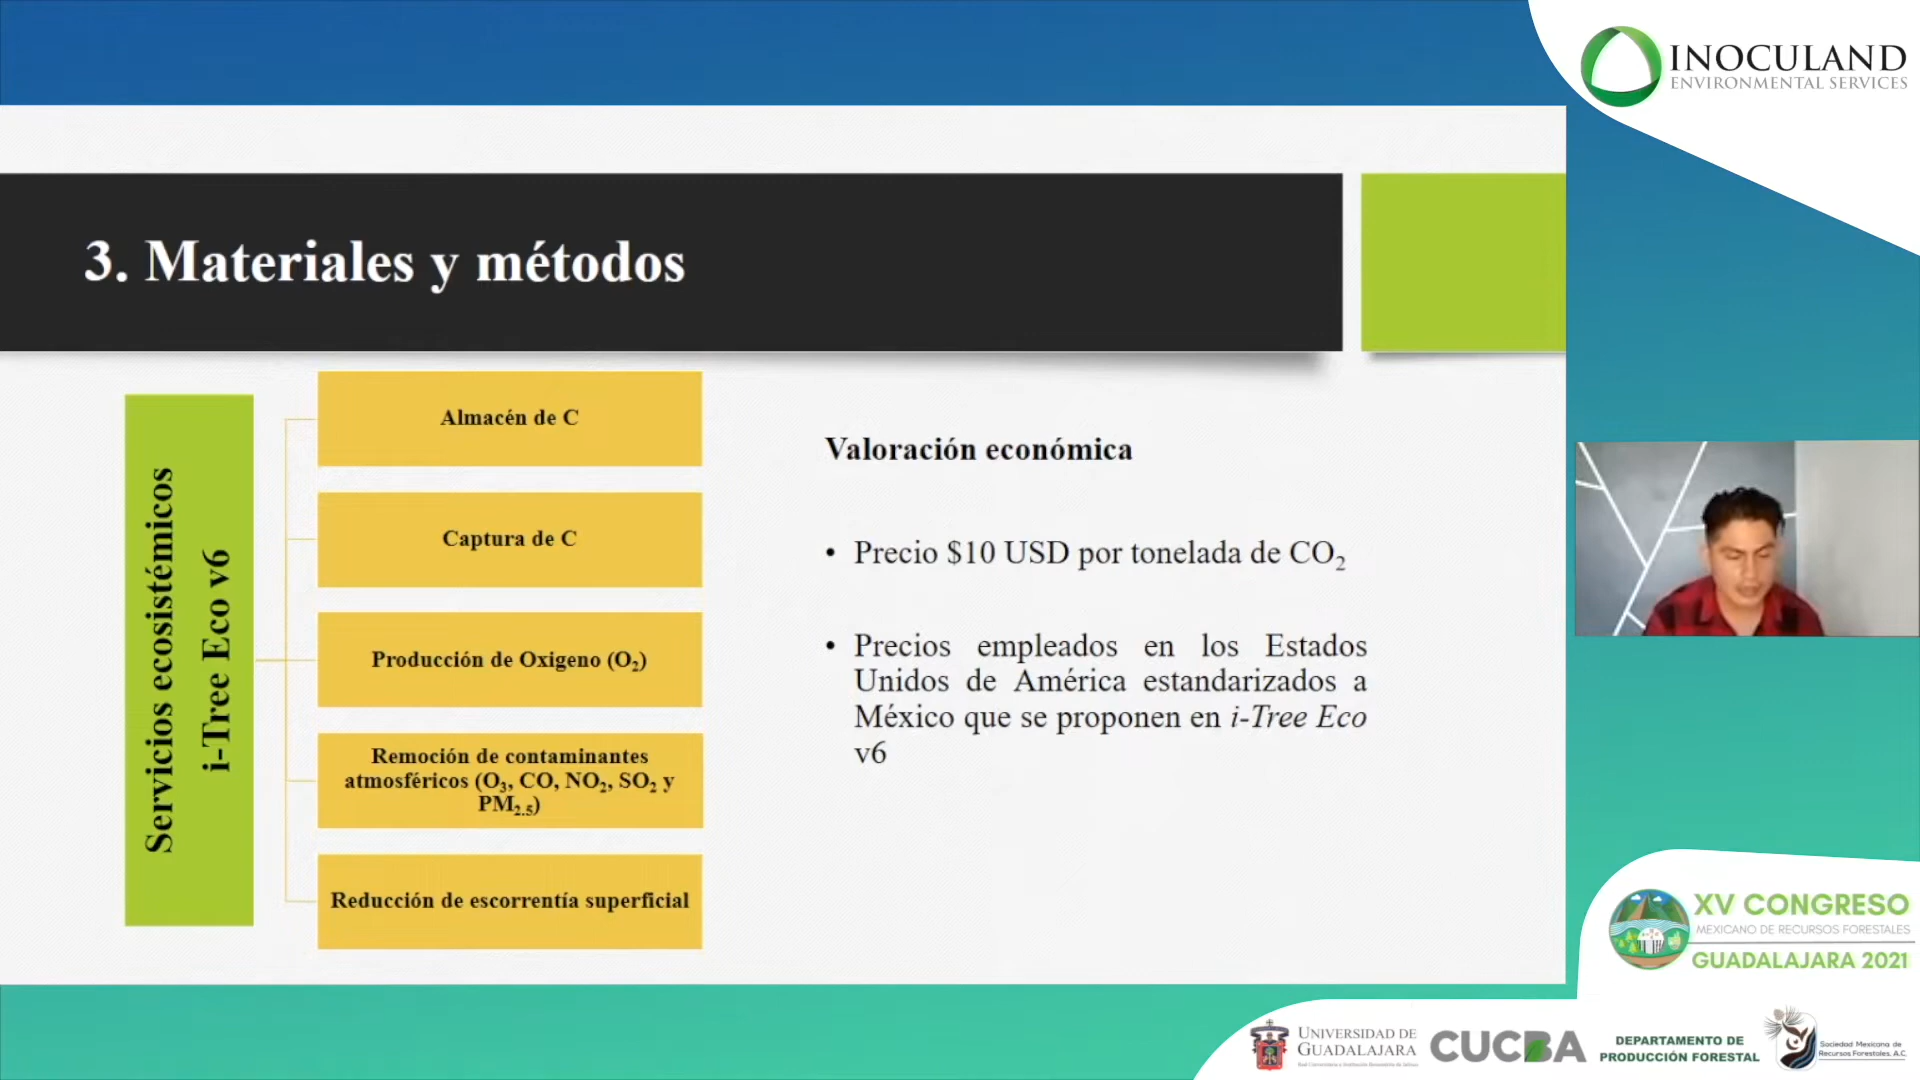 INOCULAND
ENVIRONMENTAL SERVICES
3. Materiales y métodos
Servicios ecosistémicos
i-Tree Eco v6
Almacén de C
Captura de C
Producción de Oxigeno (O₂)
Remoción de contaminantes
atmosféricos (O₃, CO, NO₂, SO₂ y
PM₂.₅)
Reducción de escorrentía superficial
Valoración económica
• Precio $10 USD por tonelada de CO₂
• Precios empleados en los Estados
Unidos de América estandarizados a
México que se proponen en i-Tree Eco
v6
XV CONGRESO
MEXICANO DE RECURSOS FORESTALES
GUADALAJARA 2021
UNIVERSIDAD DE
GUADALAJARA
CUCBA
DEPARTAMENTO DE
PRODUCCIÓN FORESTAL
Sociedad Mexicana de
Recursos Forestales, A.C.